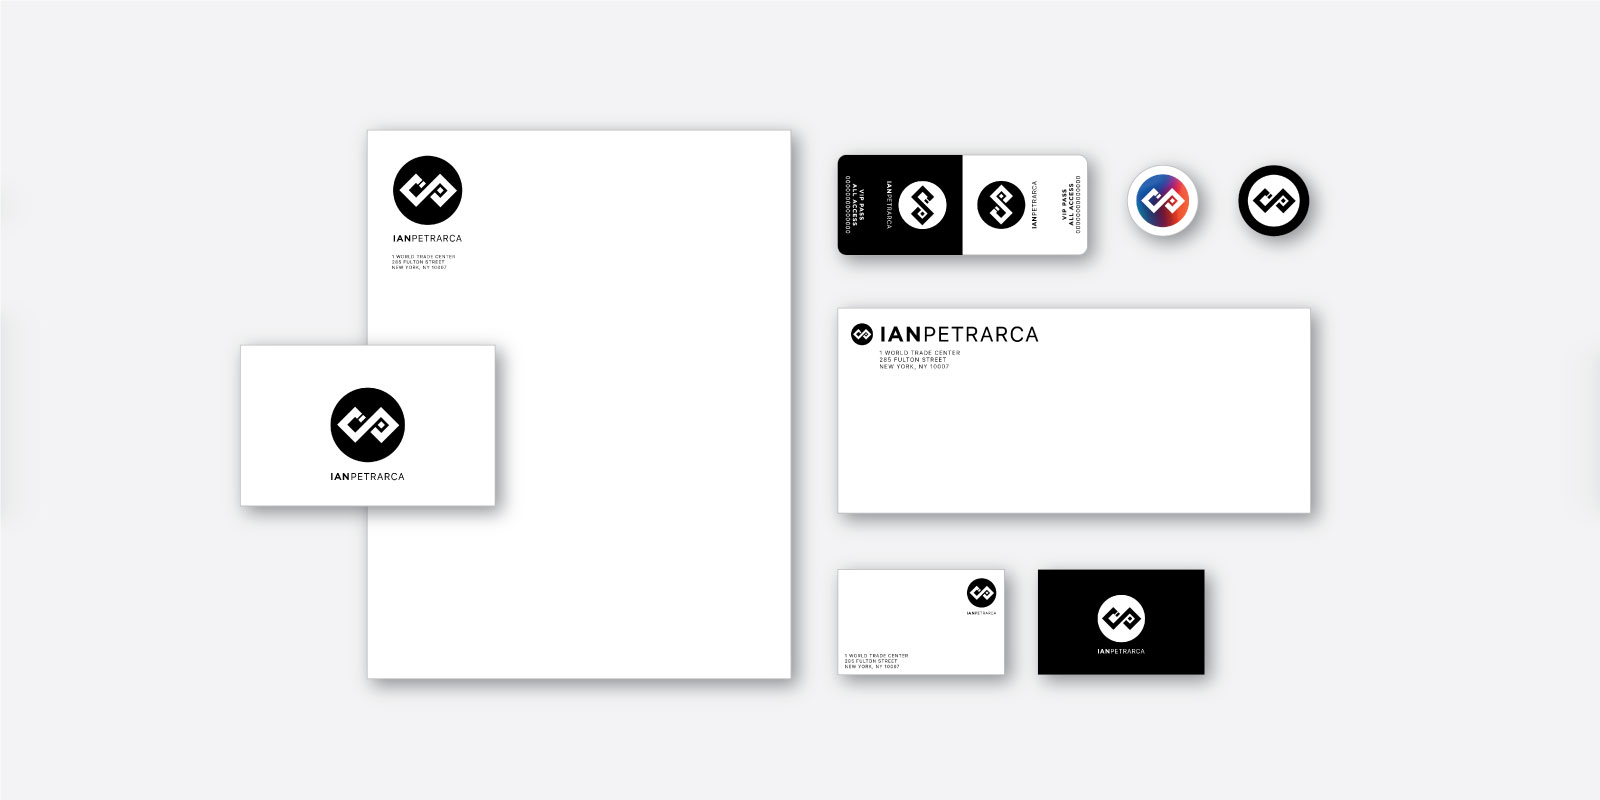 IANPETRARCA
1 WORLD TRADE CENTER
285 FULTON STREET
NEW YORK, NY 10007
IANPETRARCA
VIP PASS
ALL ACCESS
0000000000000
IANPETRARCA
IANPETRARCA
VIP PASS
ALL ACCESS
0000000000000
IANPETRARCA
1 WORLD TRADE CENTER
285 FULTON STREET
NEW YORK, NY 10007
IANPETRARCA
1 WORLD TRADE CENTER
285 FULTON STREET
NEW YORK, NY 10007
IANPETRARCA